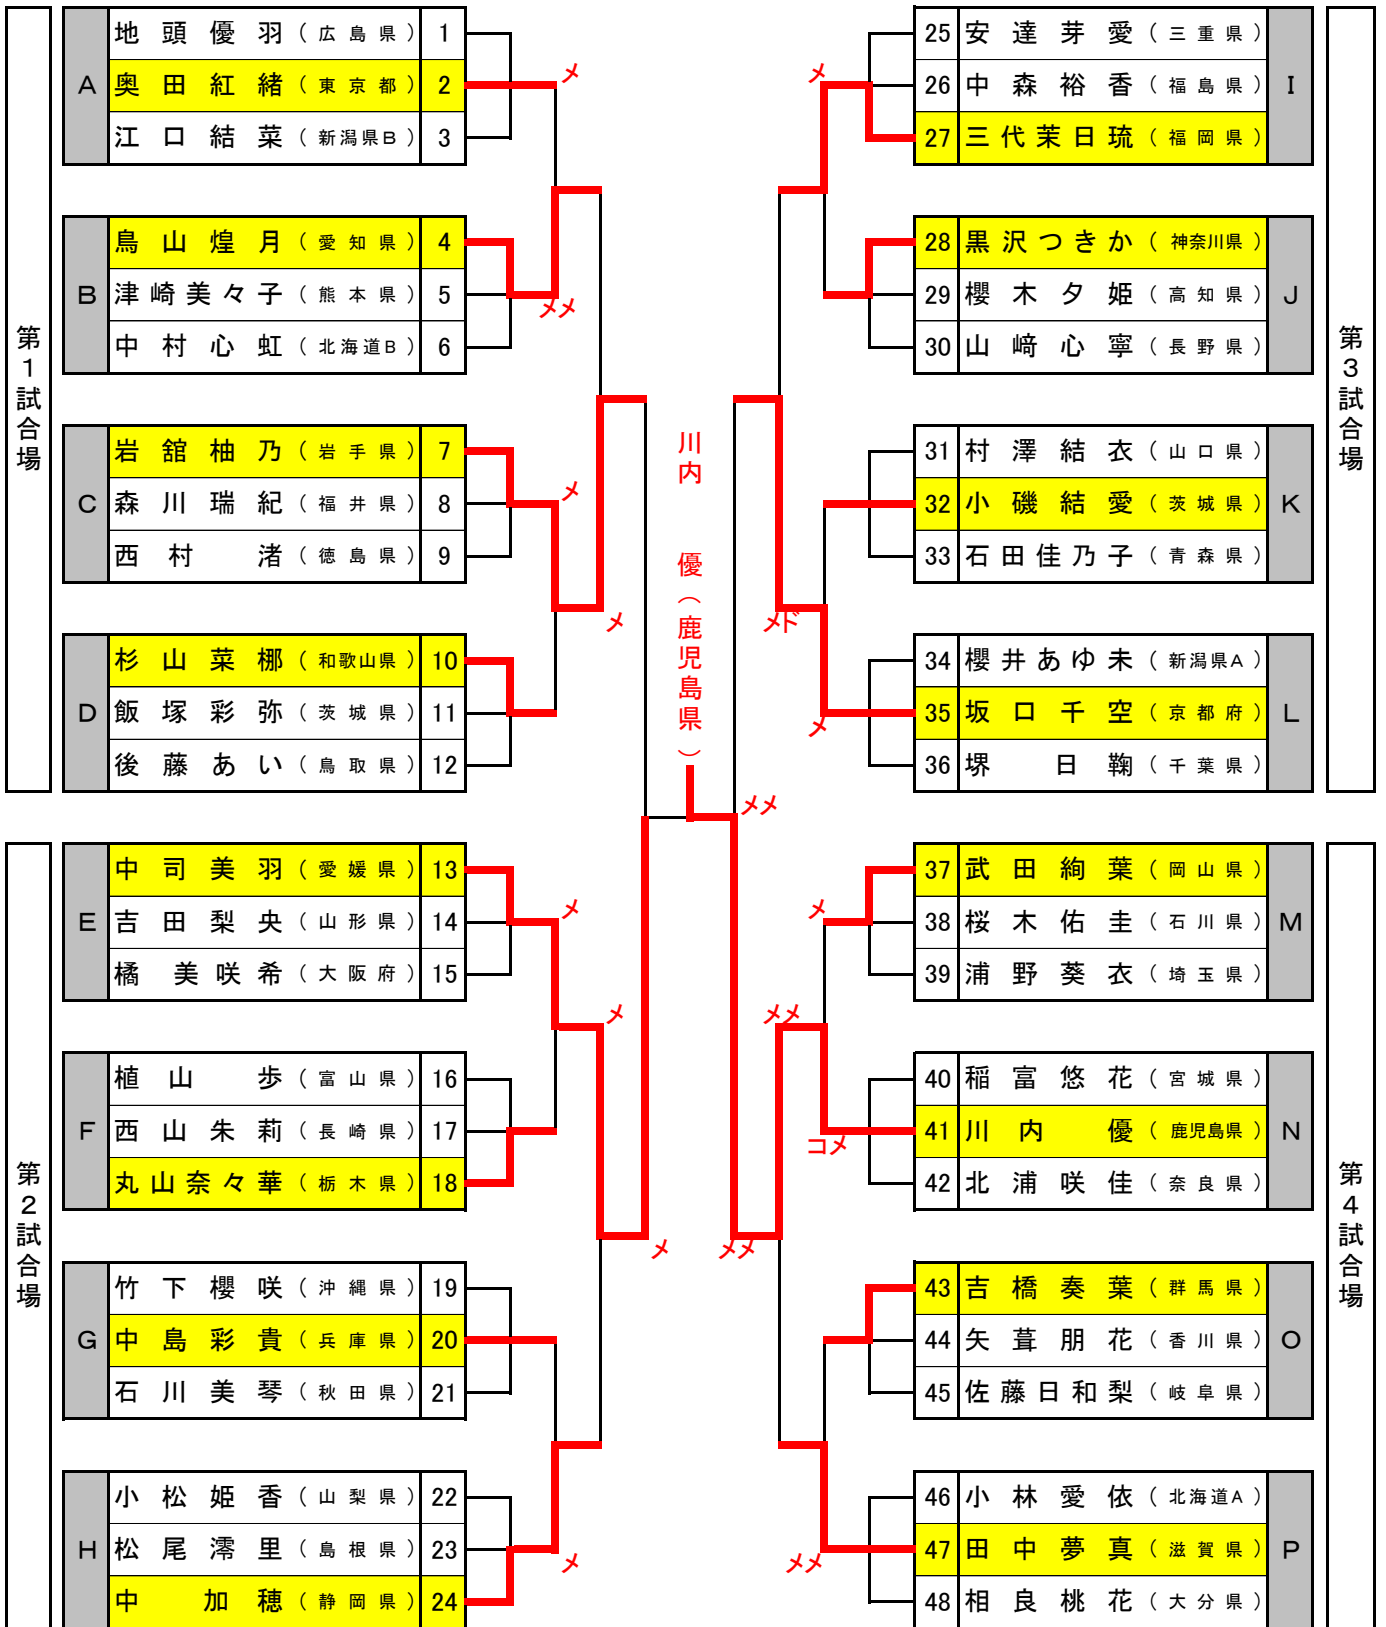 第1試合場
A
地頭優羽（広島県） 1
奥田紅緒（東京都） 2
江口結菜（新潟県B） 3
メ
B
鳥山煌月（愛知県） 4
津崎美々子（熊本県） 5
中村心虹（北海道B） 6
メメ
C
岩舘柚乃（岩手県） 7
森川瑞紀（福井県） 8
西村渚（徳島県） 9
メ
メ
D
杉山菜梛（和歌山県） 10
飯塚彩弥（茨城県） 11
後藤あい（鳥取県） 12
第2試合場
E
中司美羽（愛媛県） 13
吉田梨央（山形県） 14
橘美咲希（大阪府） 15
メ
メ
F
植山歩（富山県） 16
西山朱莉（長崎県） 17
丸山奈々華（栃木県） 18
G
竹下櫻咲（沖縄県） 19
中島彩貴（兵庫県） 20
石川美琴（秋田県） 21
メ
H
小松姫香（山梨県） 22
松尾澪里（島根県） 23
中加穂（静岡県） 24
メ
川内優（鹿児島県）
メメ
第3試合場
I
25 安達芽愛（三重県）
26 中森裕香（福島県）
27 三代茉日琉（福岡県）
メ
J
28 黒沢つきか（神奈川県）
29 櫻木夕姫（高知県）
30 山﨑心寧（長野県）
K
31 村澤結衣（山口県）
32 小磯結愛（茨城県）
33 石田佳乃子（青森県）
メド
L
34 櫻井あゆ未（新潟県A）
35 坂口千空（京都府）
36 堺日鞠（千葉県）
メ
第4試合場
M
37 武田絢葉（岡山県）
38 桜木佑圭（石川県）
39 浦野葵衣（埼玉県）
メ
メメ
N
40 稲富悠花（宮城県）
41 川内優（鹿児島県）
42 北浦咲佳（奈良県）
コメ
メメ
O
43 吉橋奏葉（群馬県）
44 矢葺朋花（香川県）
45 佐藤日和梨（岐阜県）
P
46 小林愛依（北海道A）
47 田中夢真（滋賀県）
48 相良桃花（大分県）
メメ